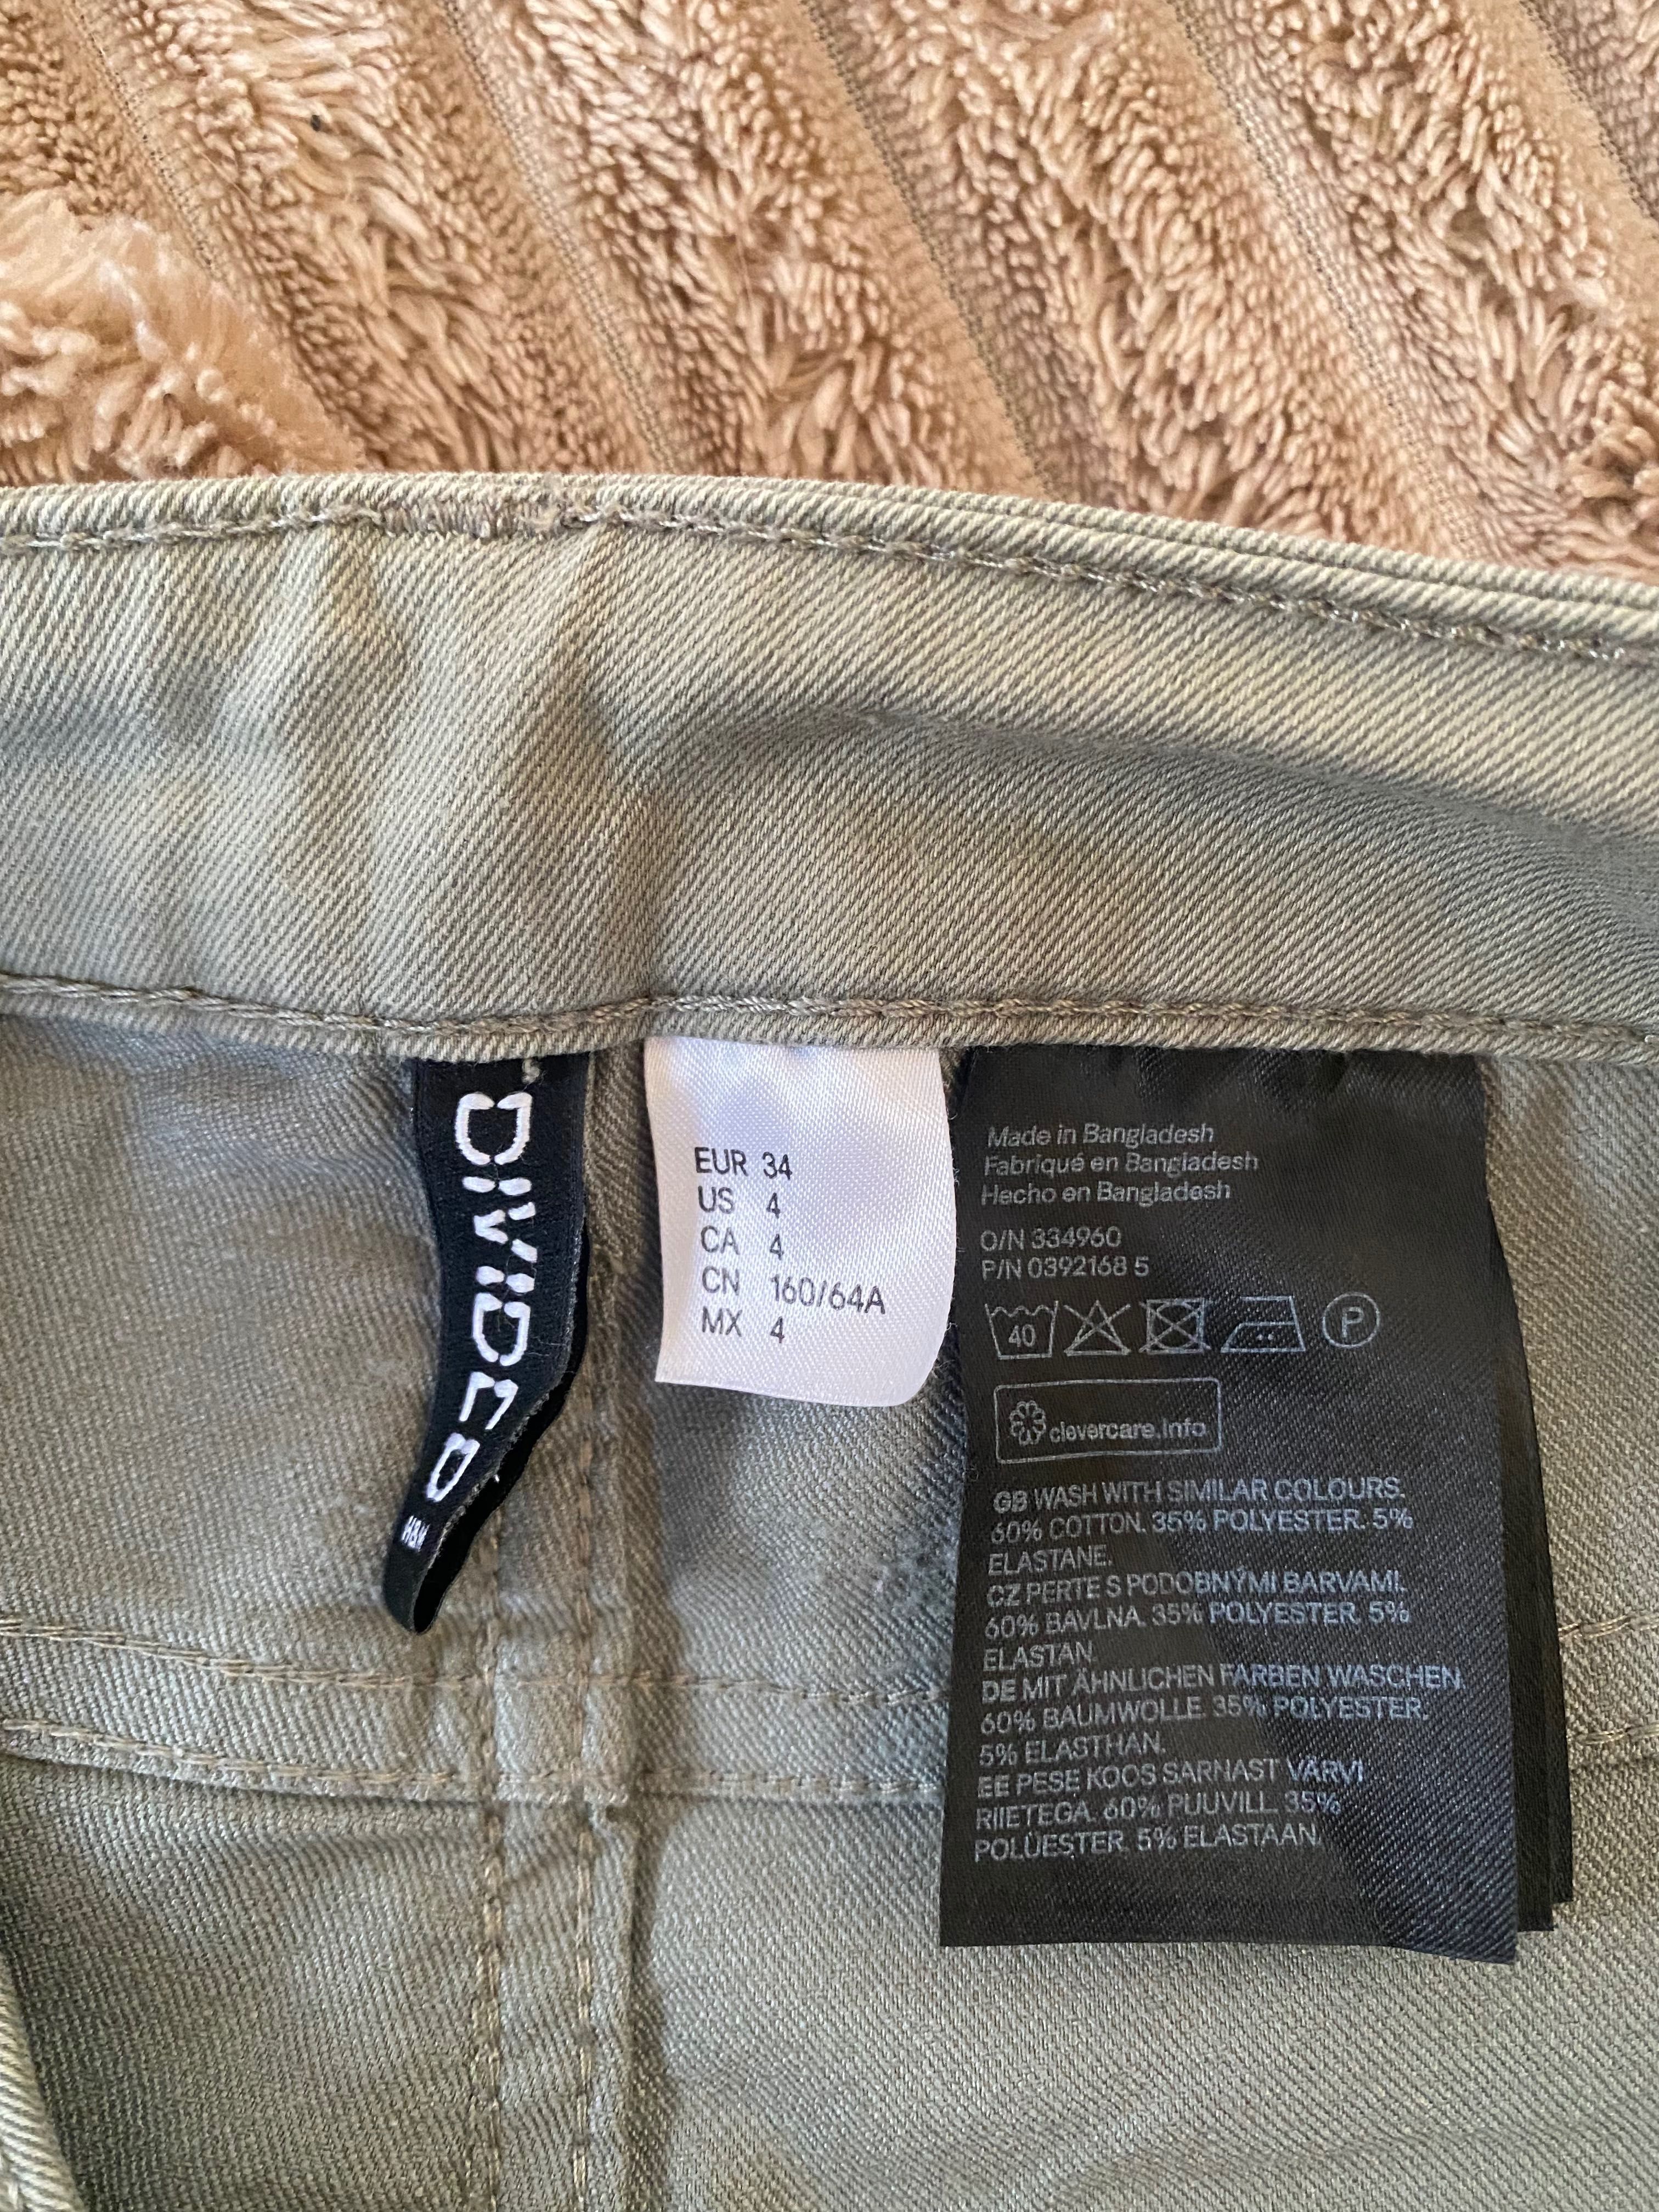 DIVIDED
H&M
EUR 34
US 4
CA 4
CN 160/64A
MX 4
Made in Bangladesh
Fabriqué en Bangladesh
Hecho en Bangladesh
O/N 334960
P/N 0392168 5
40
P
clevercare.info
GB WASH WITH SIMILAR COLOURS.
60% COTTON. 35% POLYESTER. 5%
ELASTANE.
CZ PERTE S PODOBNÝMI BARVAMI.
60% BAVLNA. 35% POLYESTER. 5%
ELASTAN.
DE MIT ÄHNLICHEN FARBEN WASCHEN.
60% BAUMWOLLE. 35% POLYESTER.
5% ELASTHAN.
EE PESE KOOS SARNAST VÄRVI
RIIETEGA. 60% PUUVILL. 35%
POLÜESTER. 5% ELASTAAN.